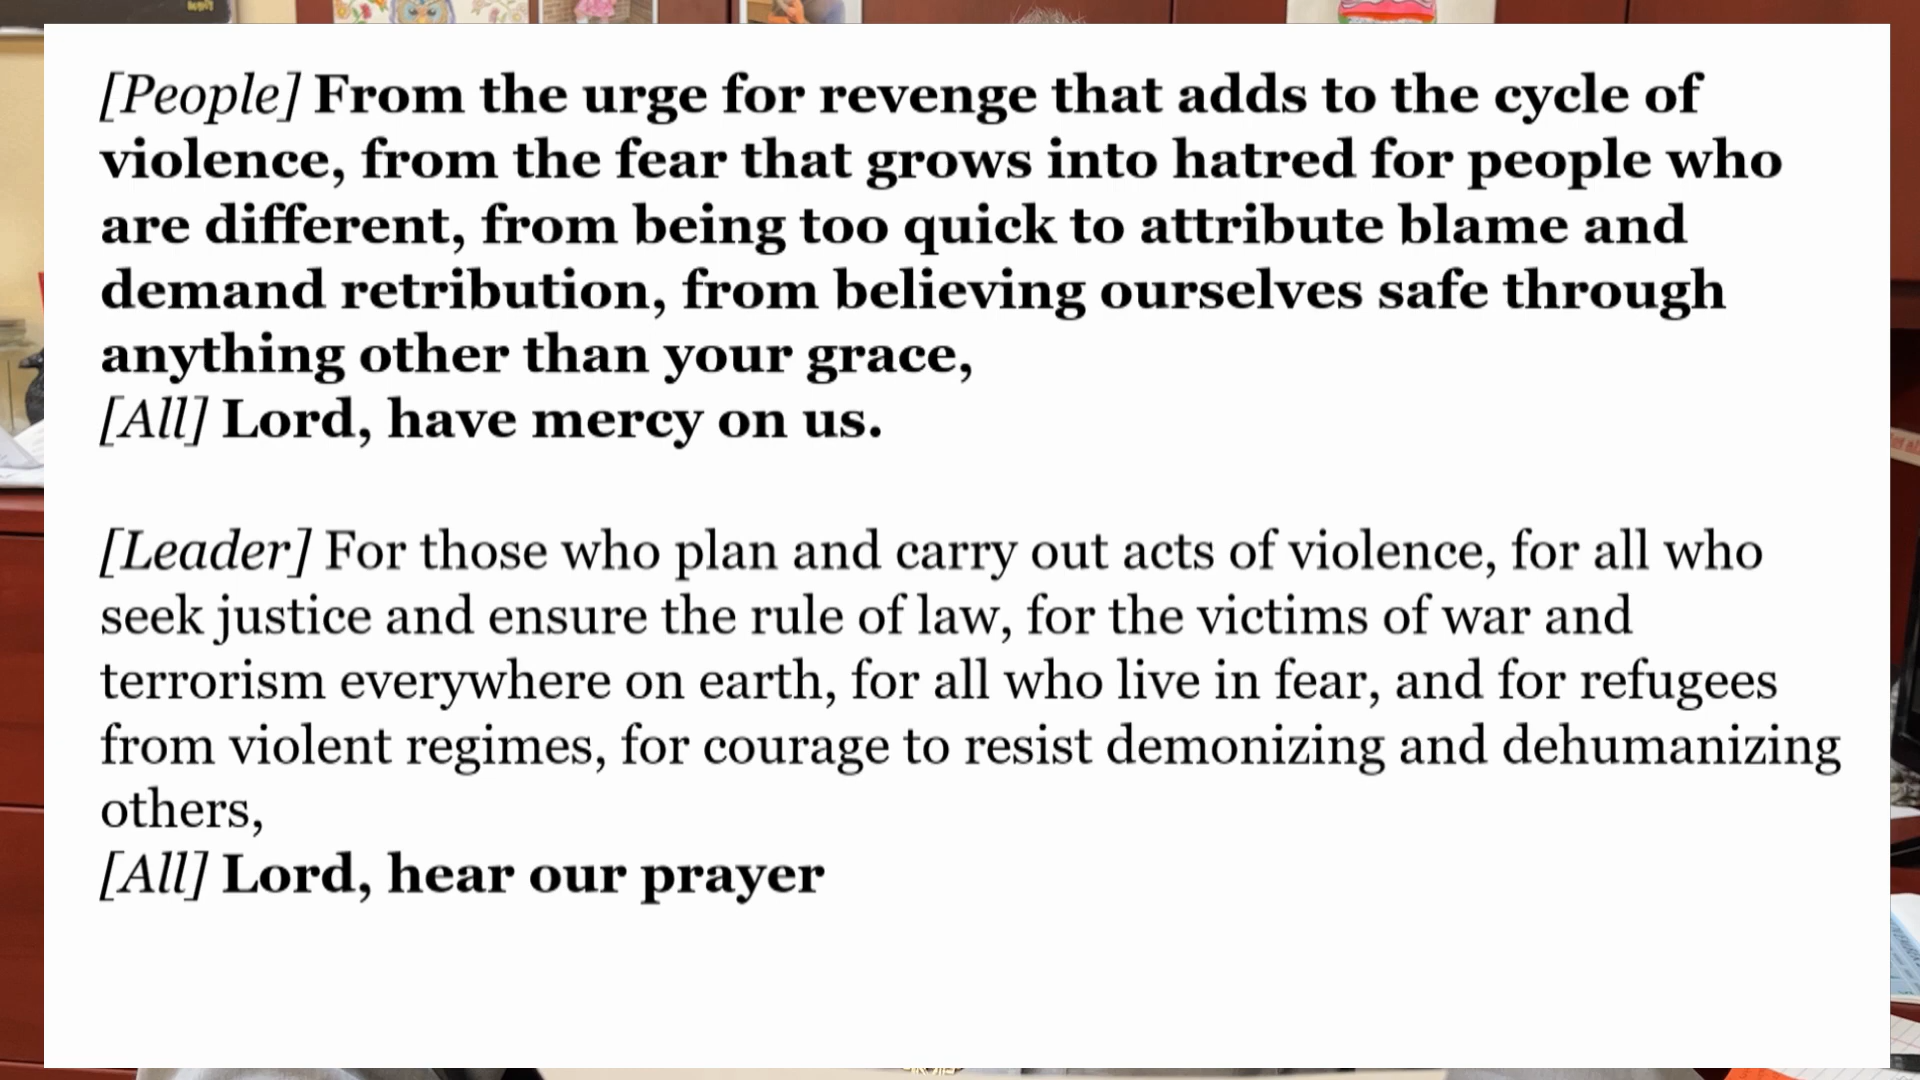 [People] From the urge for revenge that adds to the cycle of
violence, from the fear that grows into hatred for people who
are different, from being too quick to attribute blame and
demand retribution, from believing ourselves safe through
anything other than your grace,
[All] Lord, have mercy on us.
[Leader] For those who plan and carry out acts of violence, for all who
seek justice and ensure the rule of law, for the victims of war and
terrorism everywhere on earth, for all who live in fear, and for refugees
from violent regimes, for courage to resist demonizing and dehumanizing
others,
[All] Lord, hear our prayer